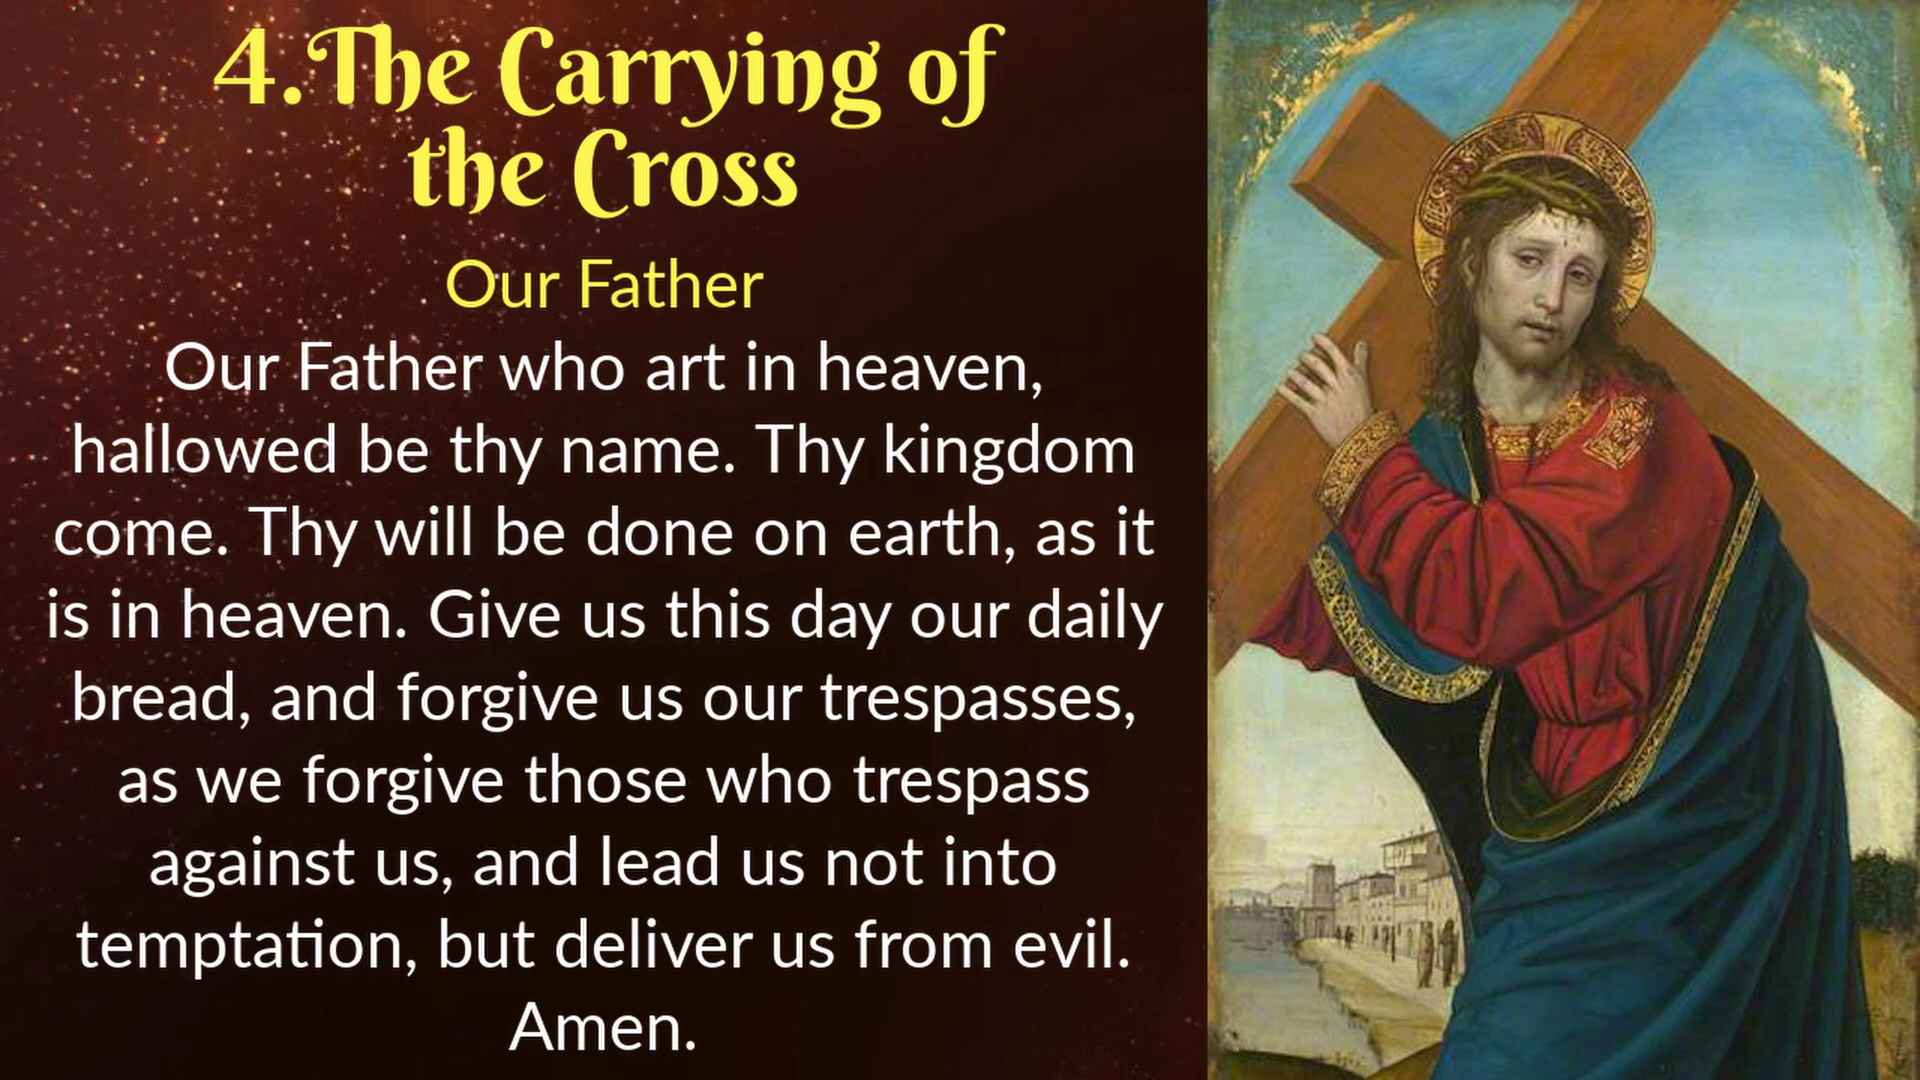 4.The Carrying of
the Cross
Our Father
Our Father who art in heaven,
hallowed be thy name. Thy kingdom
come. Thy will be done on earth, as it
is in heaven. Give us this day our daily
bread, and forgive us our trespasses,
as we forgive those who trespass
against us, and lead us not into
temptation, but deliver us from evil.
Amen.